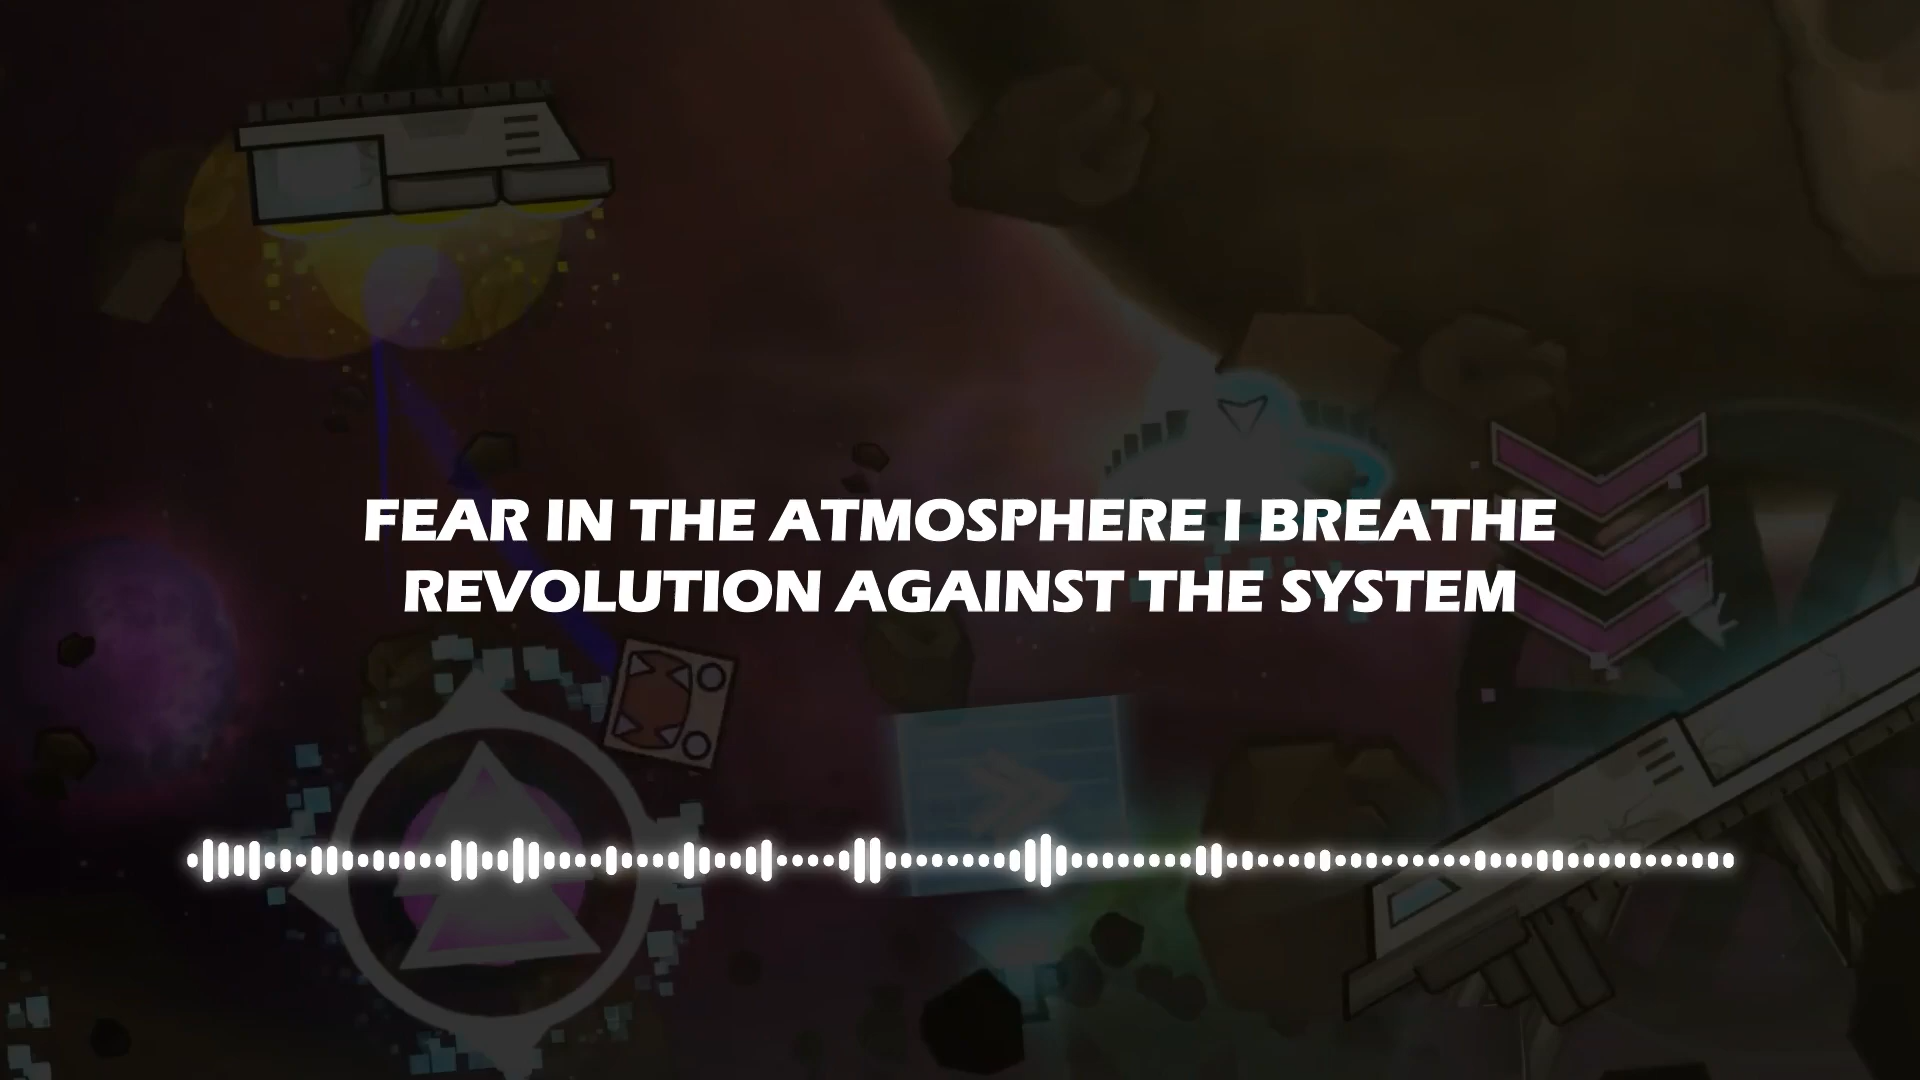 FEAR IN THE ATMOSPHERE I BREATHE
REVOLUTION AGAINST THE SYSTEM